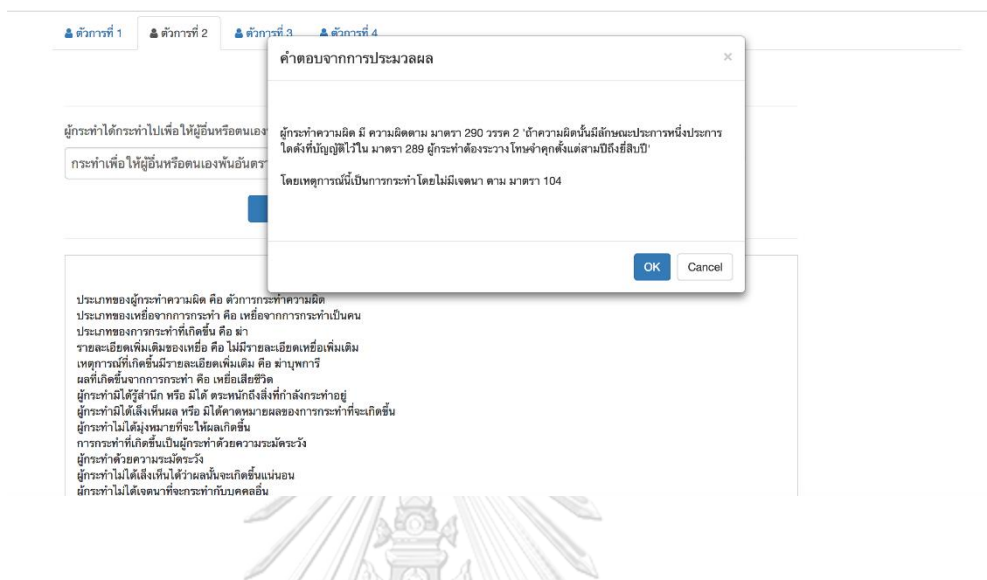 ตัวการที่ 1 ตัวการที่ 2 ตัวการที่ 3 ตัวการที่ 4
คำตอบจากการประมวลผล ×
ผู้กระทำได้กระทำไปเพื่อให้ผู้อื่นหรือตนเอง
กระทำเพื่อให้ผู้อื่นหรือตนเองพ้นอันตรา
ผู้กระทำความผิด มี ความผิดตาม มาตรา 290 วรรค 2 'ถ้าความผิดนั้นมีลักษณะประการหนึ่งประการ
ใดดังที่บัญญัติไว้ใน มาตรา 289 ผู้กระทำต้องระวางโทษจำคุกตั้งแต่สามปีถึงยี่สิบปี'
โดยเหตุการณ์นี้เป็นการกระทำโดยไม่มีเจตนา ตาม มาตรา 104
OK Cancel
ประเภทของผู้กระทำความผิด คือ ตัวการกระทำความผิด
ประเภทของเหยื่อจากการกระทำ คือ เหยื่อจากการกระทำเป็นคน
ประเภทของการกระทำที่เกิดขึ้น คือ ฆ่า
รายละเอียดเพิ่มเติมของเหยื่อ คือ ไม่มีรายละเอียดเหยื่อเพิ่มเติม
เหตุการณ์ที่เกิดขึ้นมีรายละเอียดเพิ่มเติม คือ ฆ่าบุพการี
ผลที่เกิดขึ้นจากการกระทำ คือ เหยื่อเสียชีวิต
ผู้กระทำมิได้รู้สำนึก หรือ มิได้ ตระหนักถึงสิ่งที่กำลังกระทำอยู่
ผู้กระทำมิได้เล็งเห็นผล หรือ มิได้คาดหมายผลของการกระทำที่จะเกิดขึ้น
ผู้กระทำไม่ได้มุ่งหมายที่จะให้ผลเกิดขึ้น
การกระทำที่เกิดขึ้นเป็นผู้กระทำด้วยความระมัดระวัง
ผู้กระทำด้วยความระมัดระวัง
ผู้กระทำไม่ได้เล็งเห็นได้ว่าผลนั้นจะเกิดขึ้นแน่นอน
ผู้กระทำไม่ได้เจตนาที่จะกระทำกับบุคคลอื่น